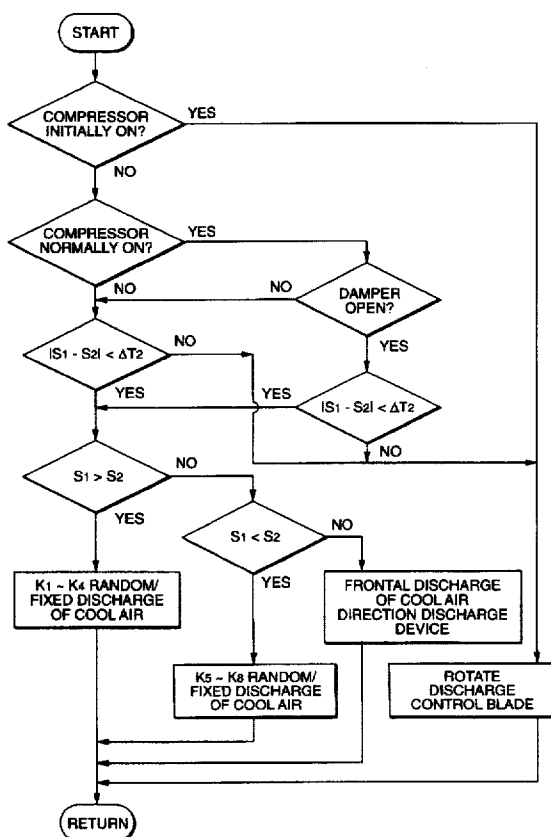 START
COMPRESSOR
INITIALLY ON?
YES
NO
COMPRESSOR
NORMALLY ON?
YES
NO
NO
DAMPER
OPEN?
YES
|S1 - S2| < ΔT2
NO
YES
YES
|S1 - S2| < ΔT2
NO
S1 > S2
NO
YES
S1 < S2
NO
YES
K1 ~ K4 RANDOM/
FIXED DISCHARGE
OF COOL AIR
FRONTAL DISCHARGE
OF COOL AIR
DIRECTION DISCHARGE
DEVICE
K5 ~ K8 RANDOM/
FIXED DISCHARGE
OF COOL AIR
ROTATE
DISCHARGE
CONTROL BLADE
RETURN